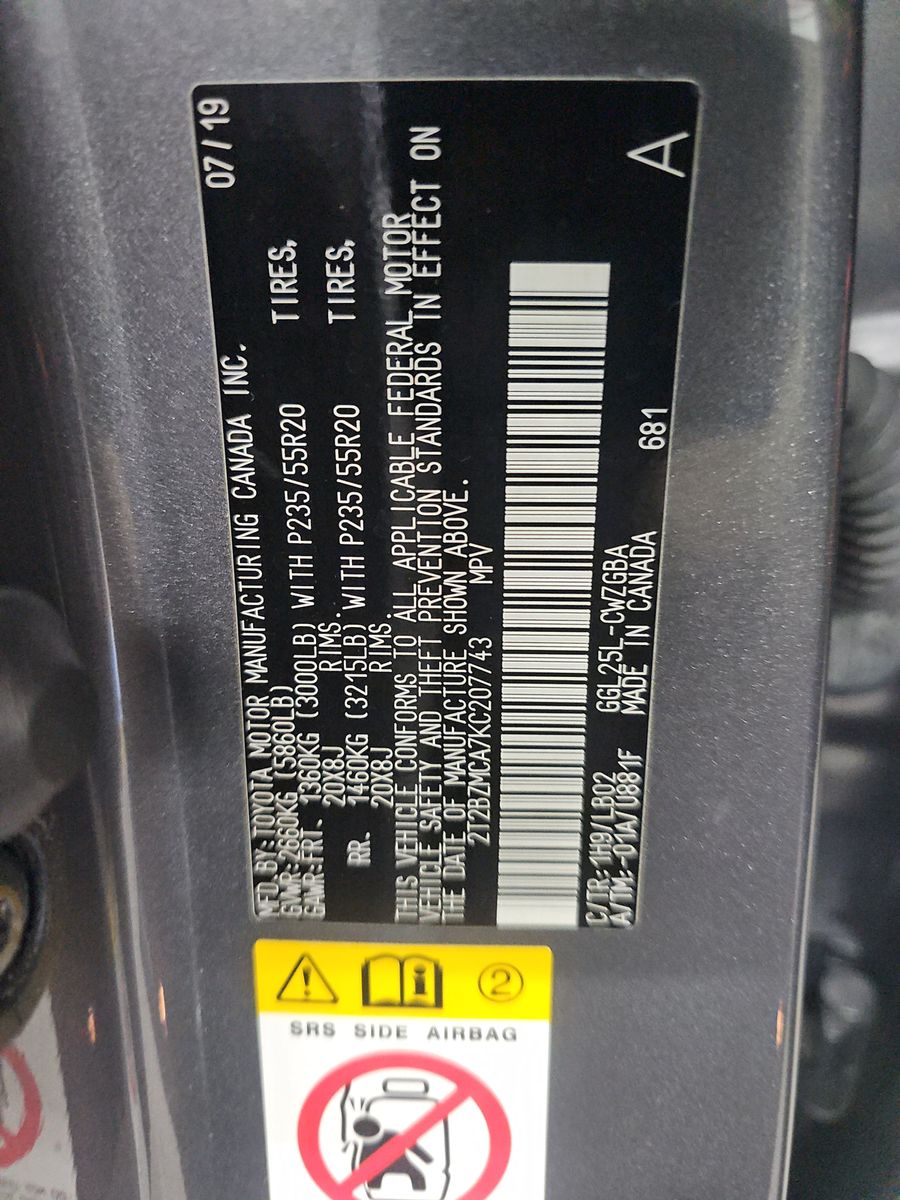 07/19
MFD. BY: TOYOTA MOTOR MANUFACTURING CANADA INC.
GVWR: 2660KG (5860LB)
GAWR: FRT. 1360KG (3000LB) WITH P235/55R20 TIRES,
20X8J RIMS.
RR. 1460KG (3215LB) WITH P235/55R20 TIRES,
20X8J RIMS.
THIS VEHICLE CONFORMS TO ALL APPLICABLE FEDERAL MOTOR
VEHICLE SAFETY AND THEFT PREVENTION STANDARDS IN EFFECT ON
THE DATE OF MANUFACTURE SHOWN ABOVE.
2T2BZMCA7KC207743 MPV
C/TR: 1H9/LB02 GGL25L-CWZGBA
A/TM: -01A/U881F MADE IN CANADA 681 A
2
SRS SIDE AIRBAG